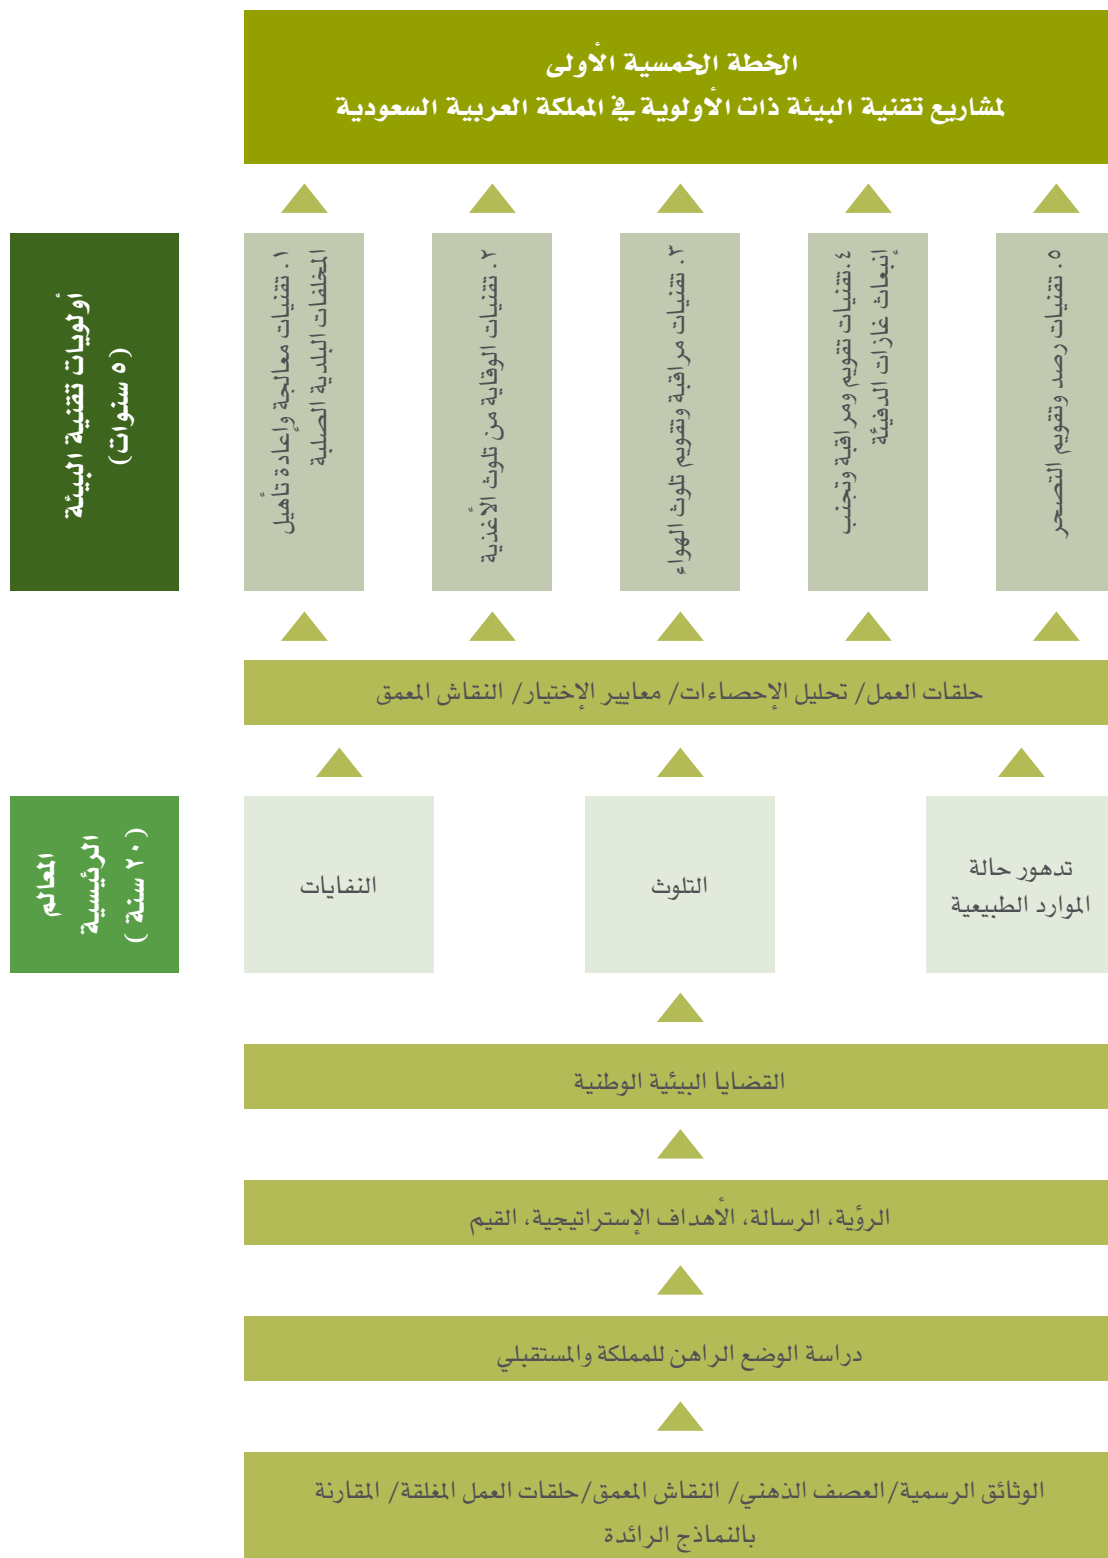 الخطة الخمسية الأولى
لمشاريع تقنية البيئة ذات الأولوية في المملكة العربية السعودية
أولويات تقنية البيئة
(٥ سنوات)
١. تقنيات معالجة وإعادة تأهيل
المخلفات البلدية الصلبة
٢. تقنيات الوقاية من تلوث الأغذية
٣. تقنيات مراقبة وتقويم تلوث الهواء
٤.تقنيات تقويم ومراقبة وتجنب
إنبعاث غازات الدفيئة
٥. تقنيات رصد وتقويم التصحر
حلقات العمل/ تحليل الإحصاءات/ معايير الإختيار/ النقاش المعمق
المعالم
الرئيسية
(٢٠ سنة )
النفايات
التلوث
تدهور حالة
الموارد الطبيعية
القضايا البيئية الوطنية
الرؤية، الرسالة، الأهداف الإستراتيجية، القيم
دراسة الوضع الراهن للمملكة والمستقبلي
الوثائق الرسمية/العصف الذهني/ النقاش المعمق/حلقات العمل المغلقة/ المقارنة
بالنماذج الرائدة